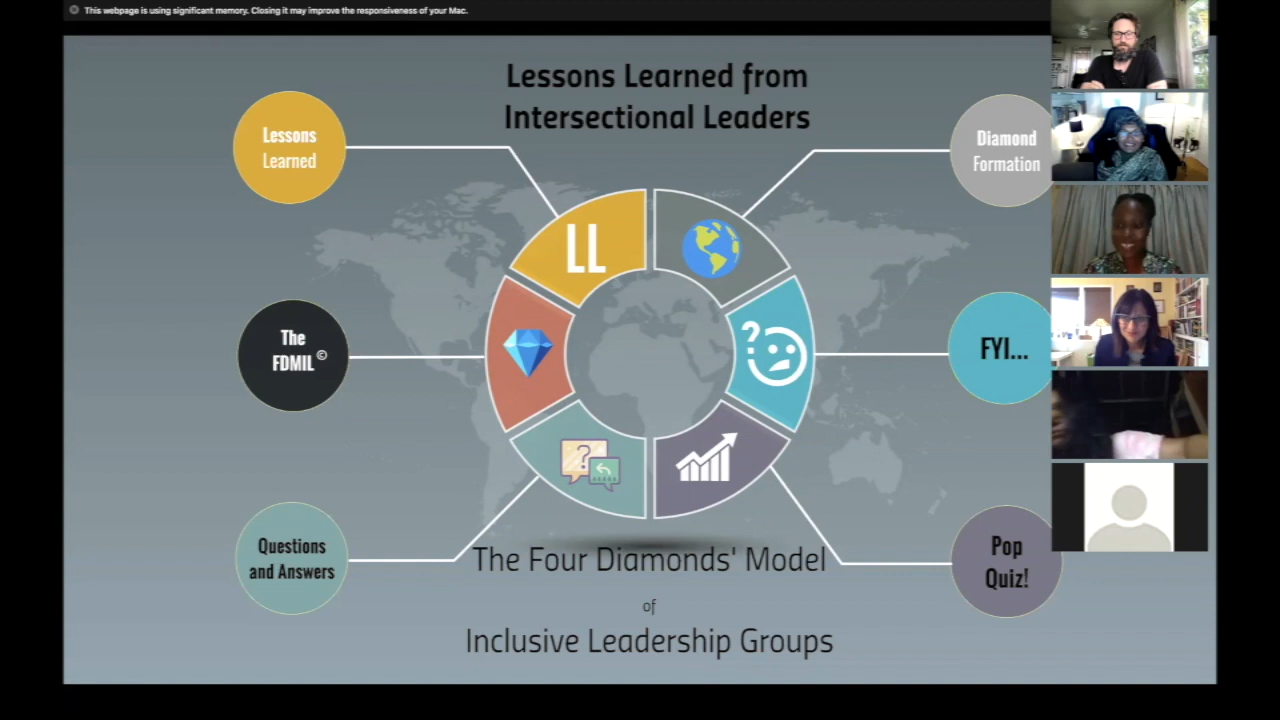 This webpage is using significant memory. Closing it may improve the responsiveness of your Mac.
Lessons Learned from
Intersectional Leaders
Lessons
Learned
Diamond
Formation
LL
The
FDMIL©
FYI...
Questions
and Answers
Pop
Quiz!
The Four Diamonds' Model
of
Inclusive Leadership Groups